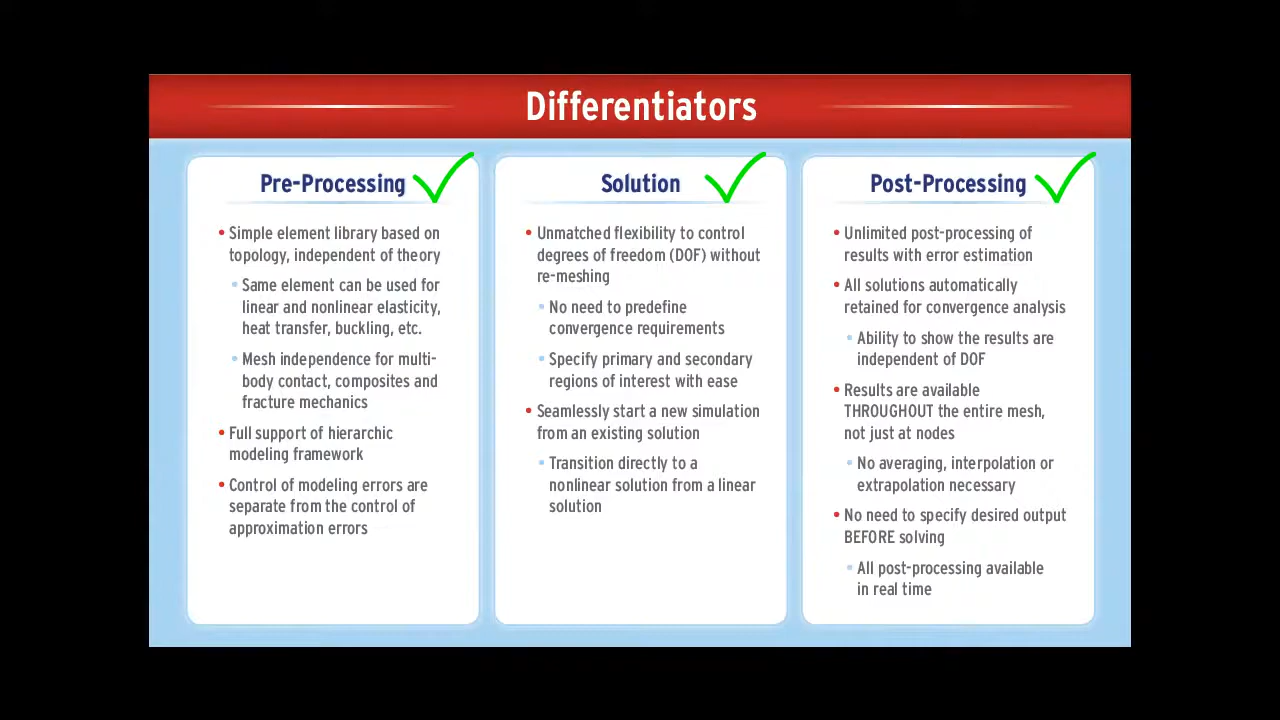 Differentiators
Pre-Processing
• Simple element library based on
topology, independent of theory
• Same element can be used for
linear and nonlinear elasticity,
heat transfer, buckling, etc.
• Mesh independence for multi-
body contact, composites and
fracture mechanics
• Full support of hierarchic
modeling framework
• Control of modeling errors are
separate from the control of
approximation errors
Solution
• Unmatched flexibility to control
degrees of freedom (DOF) without
re-meshing
• No need to predefine
convergence requirements
• Specify primary and secondary
regions of interest with ease
• Seamlessly start a new simulation
from an existing solution
• Transition directly to a
nonlinear solution from a linear
solution
Post-Processing
• Unlimited post-processing of
results with error estimation
• All solutions automatically
retained for convergence analysis
• Ability to show the results are
independent of DOF
• Results are available
THROUGHOUT the entire mesh,
not just at nodes
• No averaging, interpolation or
extrapolation necessary
• No need to specify desired output
BEFORE solving
• All post-processing available
in real time